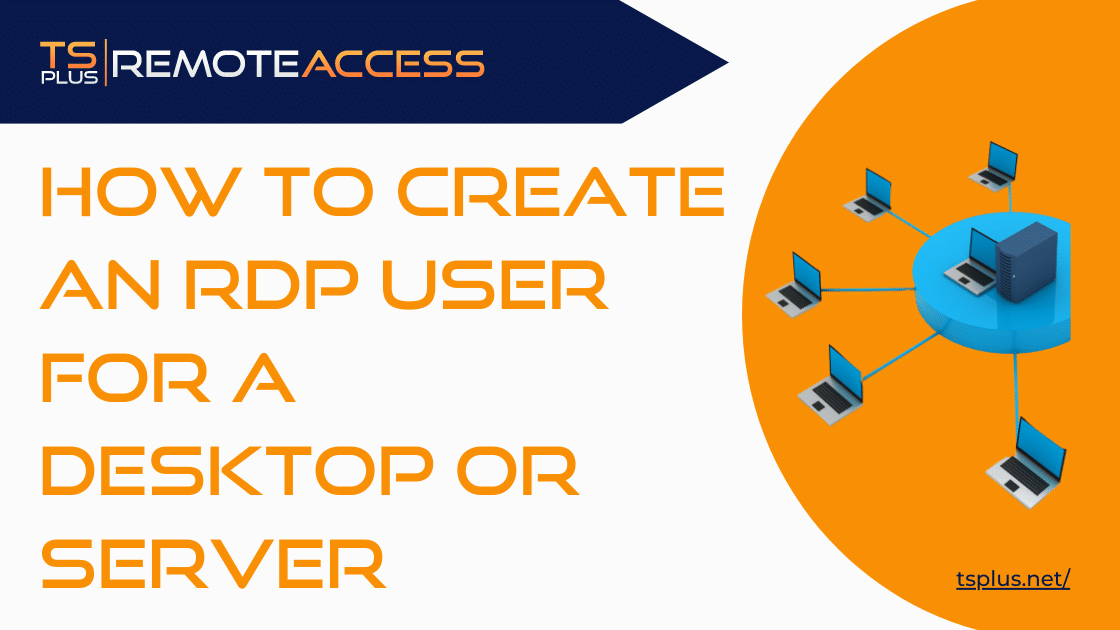 TS PLUS | REMOTEACCESS
HOW TO CREATE
AN RDP USER
FOR A
DESKTOP OR
SERVER
tsplus.net/